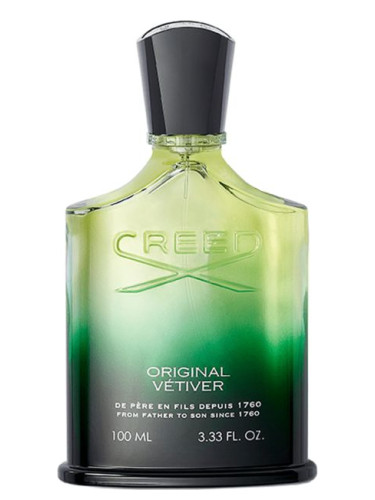 CREED
ORIGINAL
VÉTIVER
DE PÈRE EN FILS DEPUIS 1760
FROM FATHER TO SON SINCE 1760
100 ML 3.33 FL. OZ.